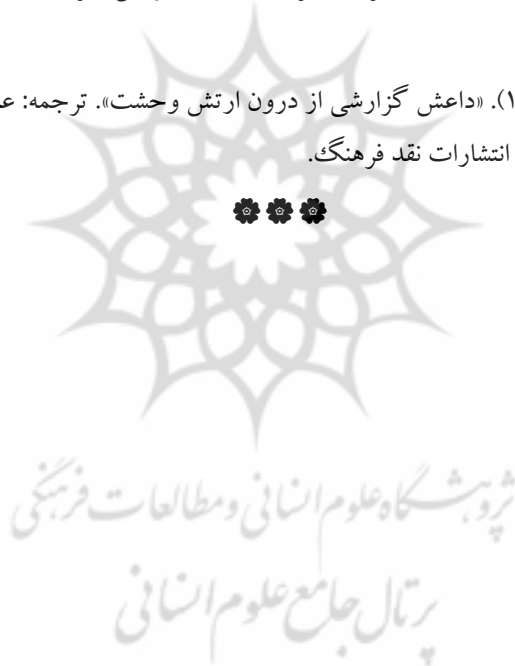 ۱). «داعش گزارشی از درون ارتش وحشت». ترجمه:
انتشارات نقد فرهنگ.
پژوهشگاه علوم انسانی و مطالعات فرهنگی
پرتال جامع علوم انسانی